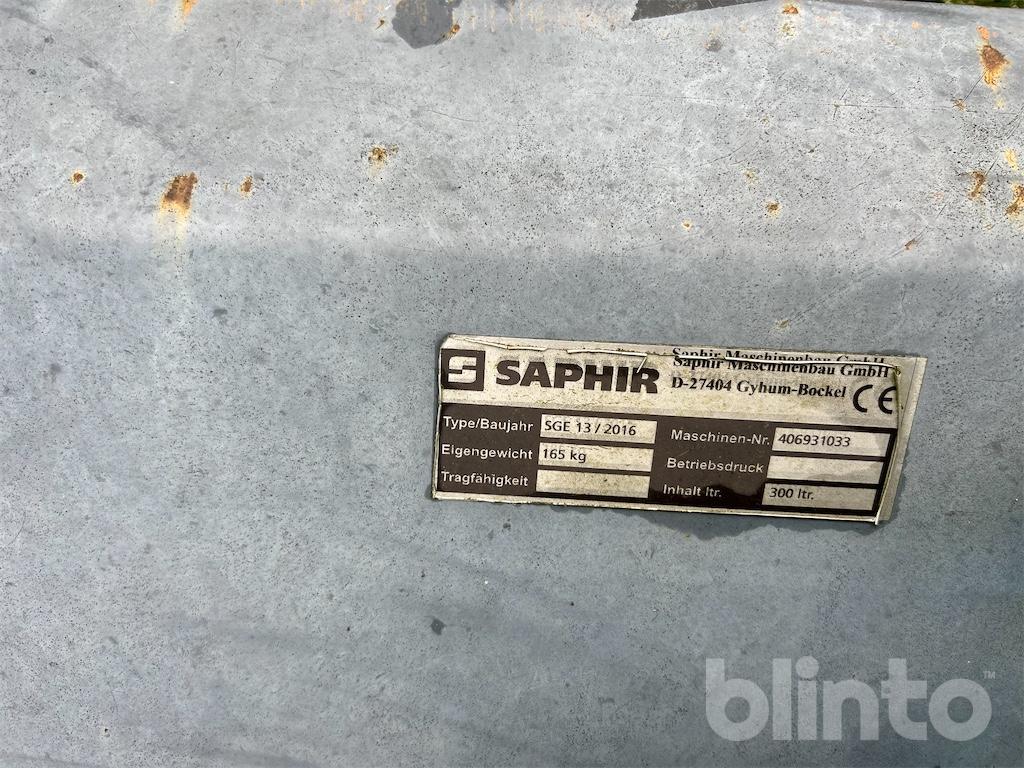 SAPHIR
Saphir Maschinenbau GmbH
Saphir Maschinenbau GmbH
D-27404 Gyhum-Bockel
CE
Type/Baujahr SGE 13 / 2016 Maschinen-Nr. 406931033
Eigengewicht 165 kg Betriebsdruck
Tragfähigkeit Inhalt ltr. 300 ltr.
blinto™